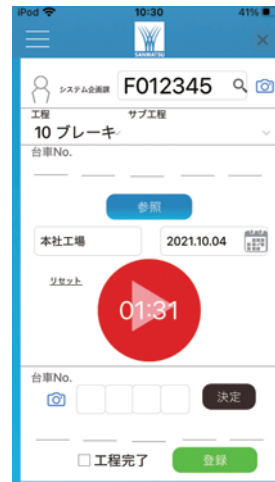 iPod 10:30 41%
SANMATSU
システム企画課 F012345
工程 サブ工程
10 ブレーキ
台車No.
参照
本社工場 2021.10.04
リセット
01:31
台車No.
決定
工程完了 登録